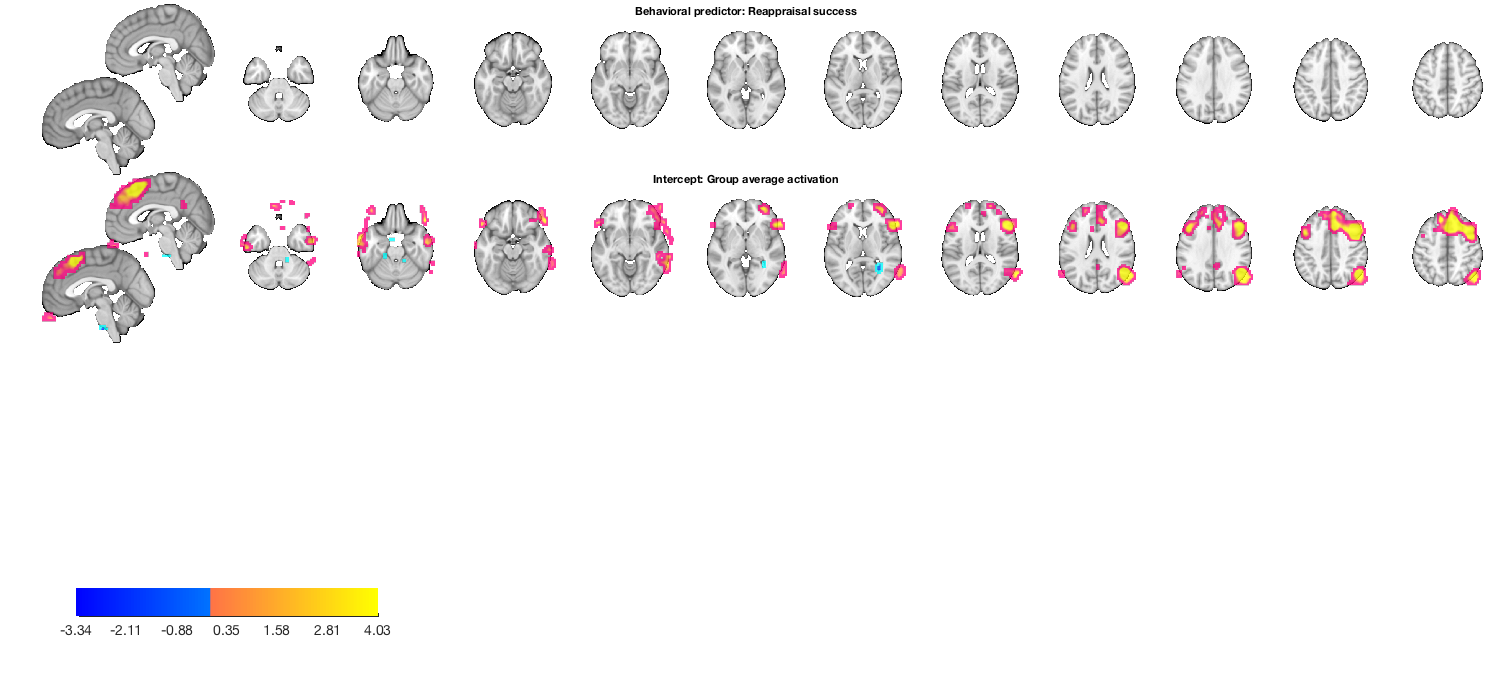 Behavioral predictor: Reappraisal success
Intercept: Group average activation
-3.34 -2.11 -0.88 0.35 1.58 2.81 4.03